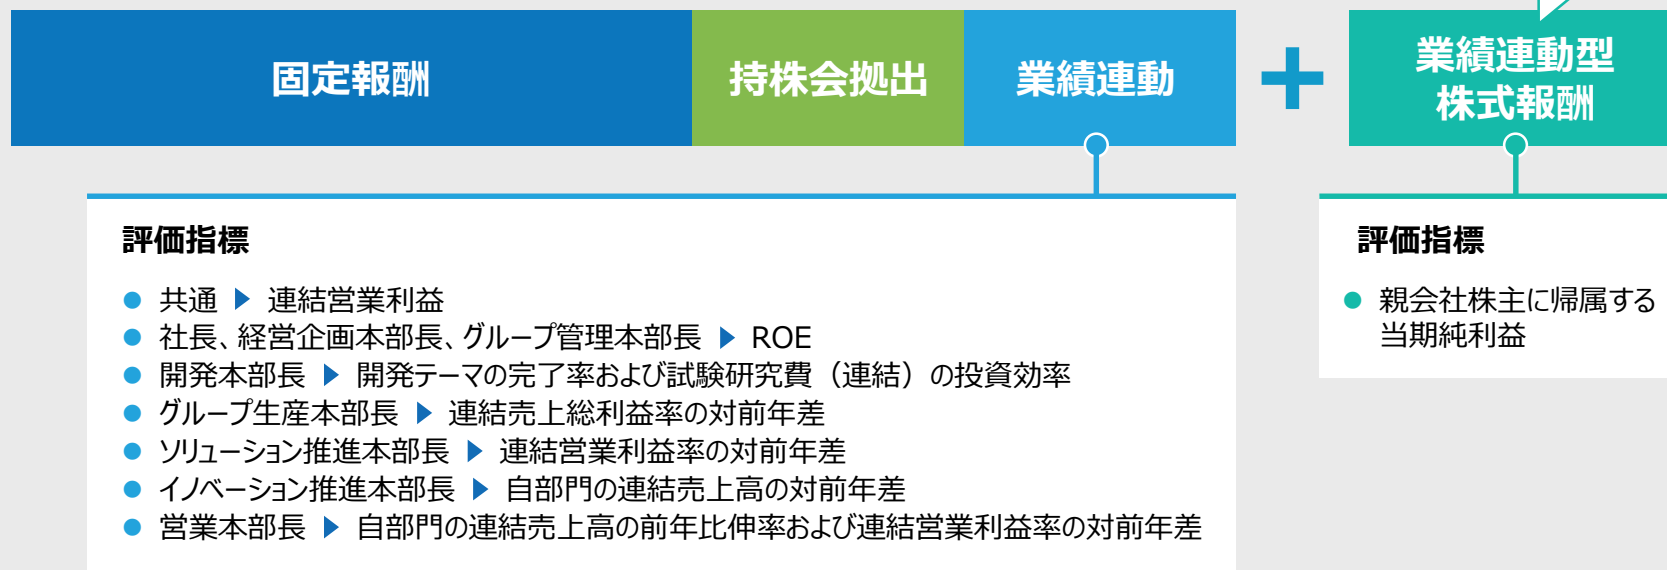 固定報酬
持株会拠出
業績連動
+
業績連動型
株式報酬
評価指標
● 共通 ▶ 連結営業利益
● 社長、経営企画本部長、グループ管理本部長 ▶ ROE
● 開発本部長 ▶ 開発テーマの完了率および試験研究費（連結）の投資効率
● グループ生産本部長 ▶ 連結売上総利益率の対前年差
● ソリューション推進本部長 ▶ 連結営業利益率の対前年差
● イノベーション推進本部長 ▶ 自部門の連結売上高の対前年差
● 営業本部長 ▶ 自部門の連結売上高の前年比伸率および連結営業利益率の対前年差
評価指標
● 親会社株主に帰属する
当期純利益